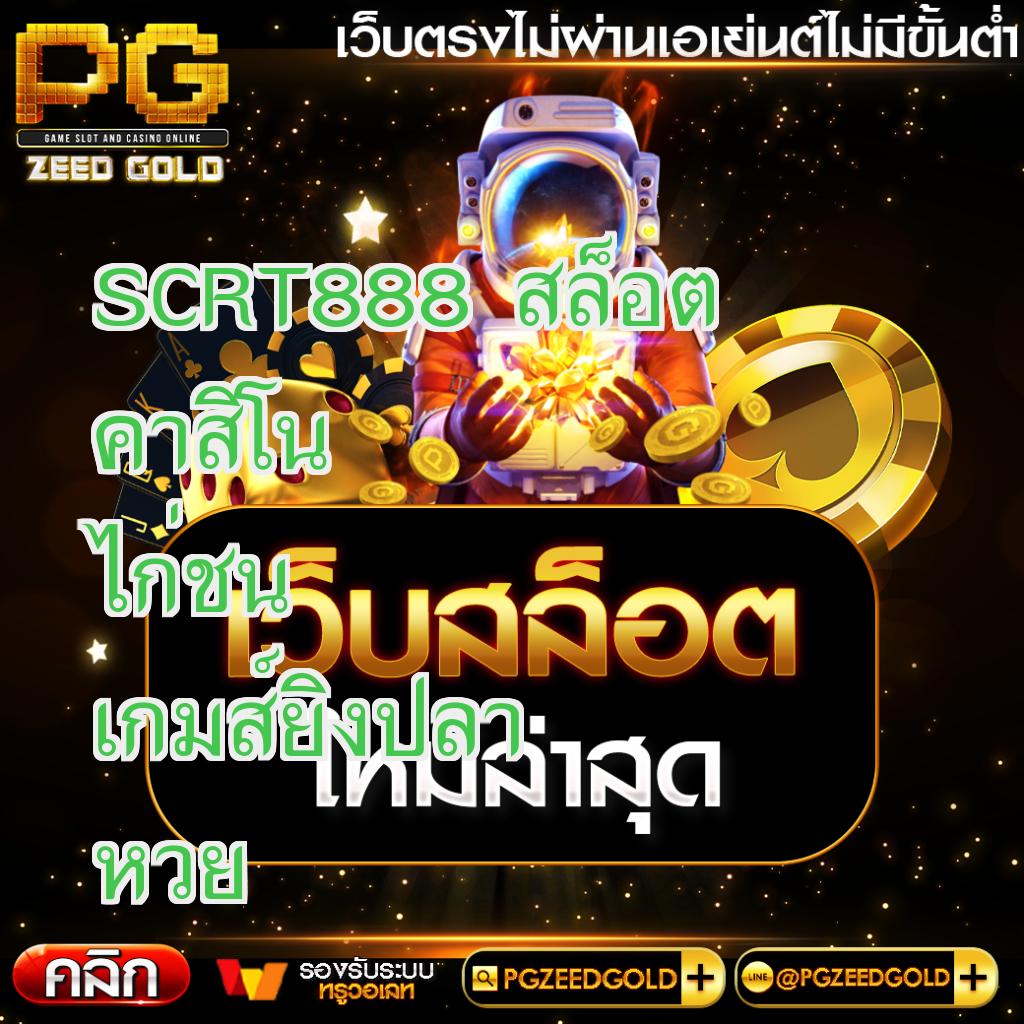 เว็บตรงไม่ผ่านเอเย่นต์ไม่มีขั้นต่ำ
PG
GAME SLOT AND CASINO ONLINE
ZEED GOLD
SCRT888 สล็อต
คาสิโน
ไก่ชน
เว็บสล็อต
เกมส์ยิงปลา
ใหม่ล่าสุด
หวย
คลิก
รองรับระบบ
ทรูวอเลท
PGZEEDGOLD
LINE @PGZEEDGOLD